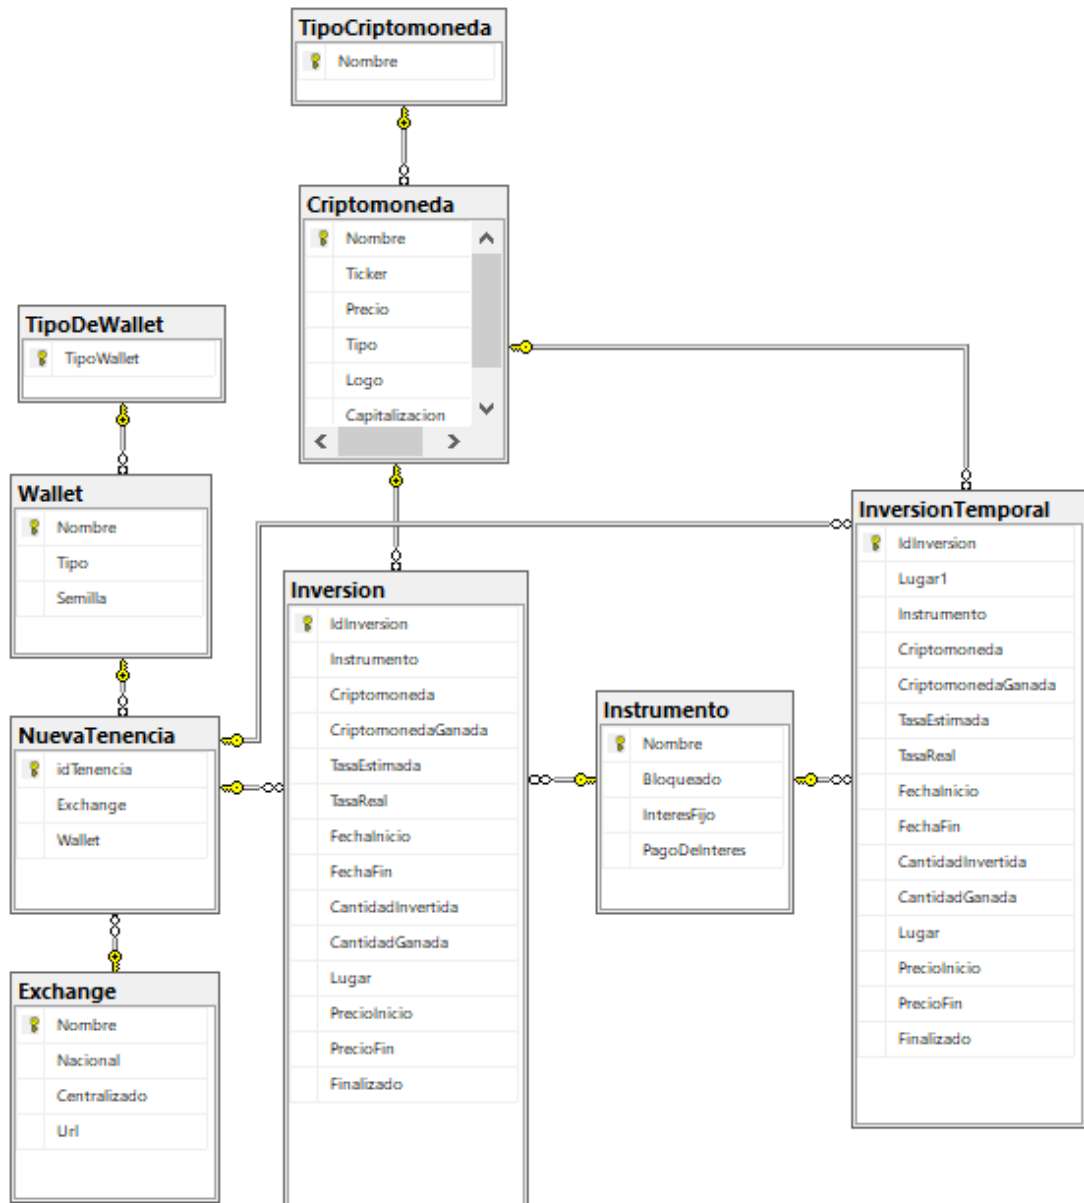 TipoCriptomoneda
Nombre
Criptomoneda
Nombre
Ticker
Precio
Tipo
Logo
Capitalizacion
TipoDeWallet
TipoWallet
Wallet
Nombre
Tipo
Semilla
NuevaTenencia
idTenencia
Exchange
Wallet
Exchange
Nombre
Nacional
Centralizado
Url
Inversion
IdInversion
Instrumento
Criptomoneda
CriptomonedaGanada
TasaEstimada
TasaReal
FechaInicio
FechaFin
CantidadInvertida
CantidadGanada
Lugar
PrecioInicio
PrecioFin
Finalizado
Instrumento
Nombre
Bloqueado
InteresFijo
PagoDeInteres
InversionTemporal
IdInversion
Lugar1
Instrumento
Criptomoneda
CriptomonedaGanada
TasaEstimada
TasaReal
FechaInicio
FechaFin
CantidadInvertida
CantidadGanada
Lugar
PrecioInicio
PrecioFin
Finalizado